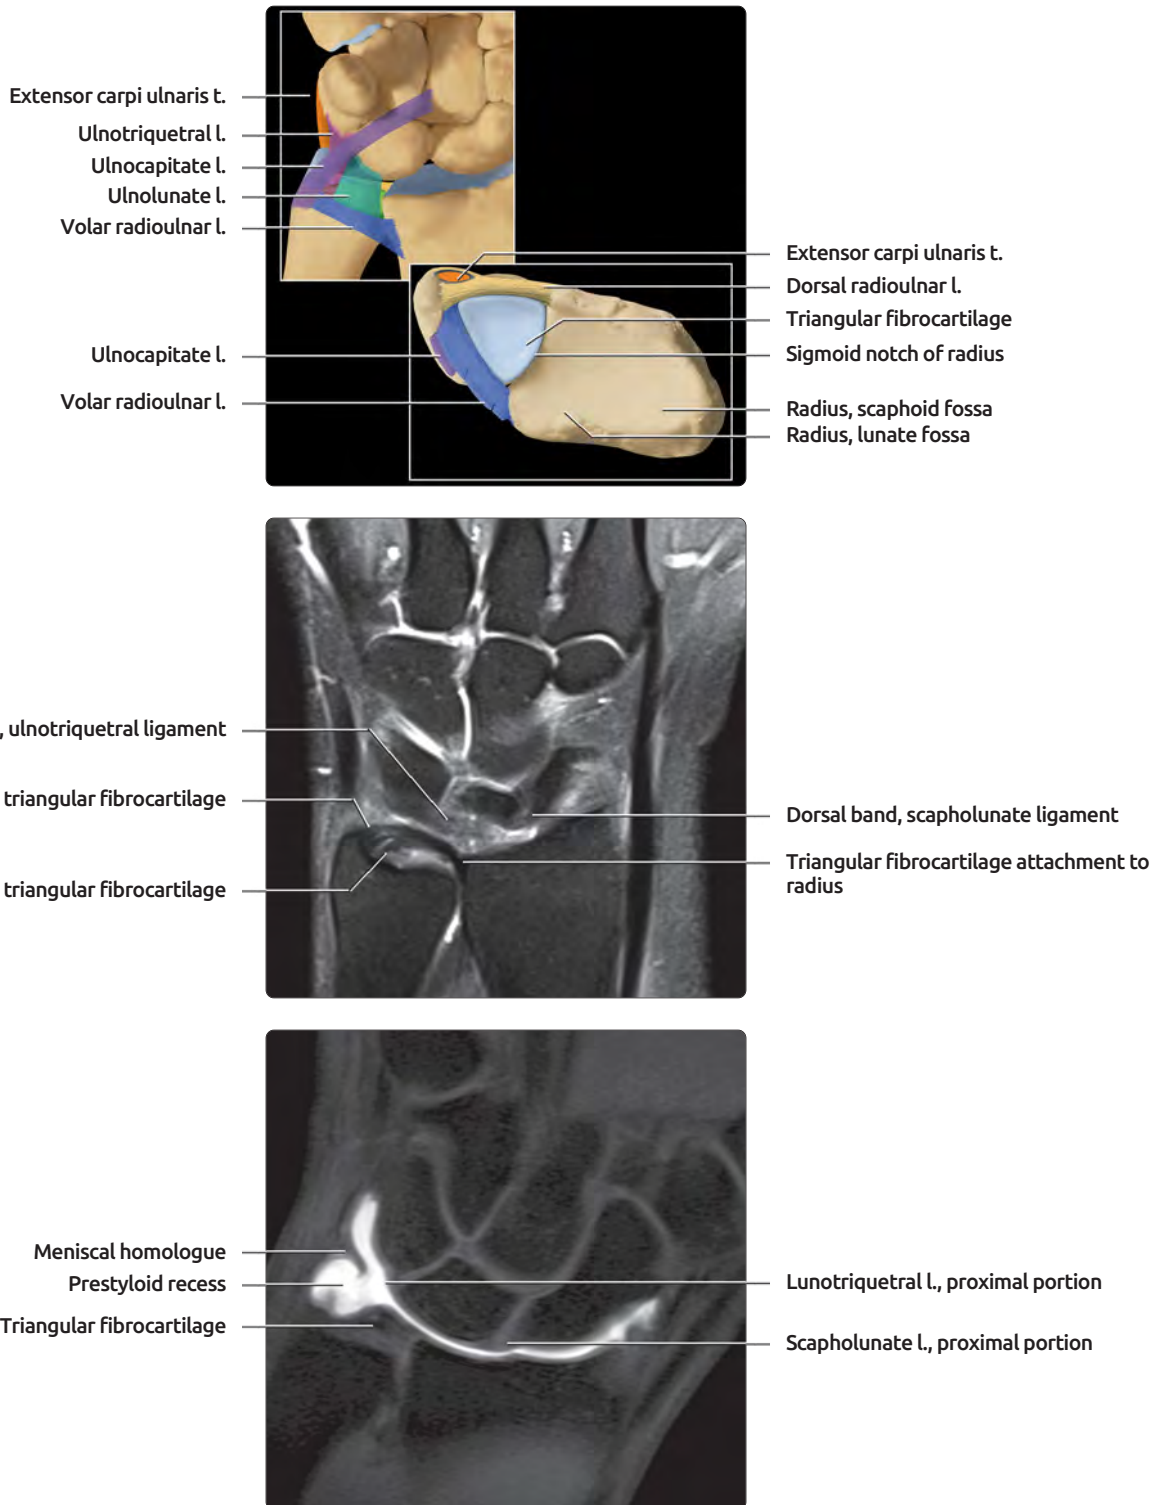 Extensor carpi ulnaris t.
Ulnotriquetral l.
Ulnocapitate l.
Ulnolunate l.
Volar radioulnar l.
Extensor carpi ulnaris t.
Dorsal radioulnar l.
Triangular fibrocartilage
Sigmoid notch of radius
Ulnocapitate l.
Volar radioulnar l.
Radius, scaphoid fossa
Radius, lunate fossa
, ulnotriquetral ligament
triangular fibrocartilage
triangular fibrocartilage
Dorsal band, scapholunate ligament
Triangular fibrocartilage attachment to
radius
Meniscal homologue
Prestyloid recess
Triangular fibrocartilage
Lunotriquetral l., proximal portion
Scapholunate l., proximal portion